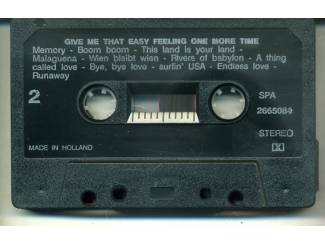 GIVE ME THAT EASY FEELING ONE MORE TIME
Memory - Boom boom - This land is your land -
Malaguena - Wien bleibt wien - Rivers of babylon - A thing
called love - Bye, bye love - surfin' USA - Endless love -
Runaway
2
SPA
2665084
STEREO
MADE IN HOLLAND